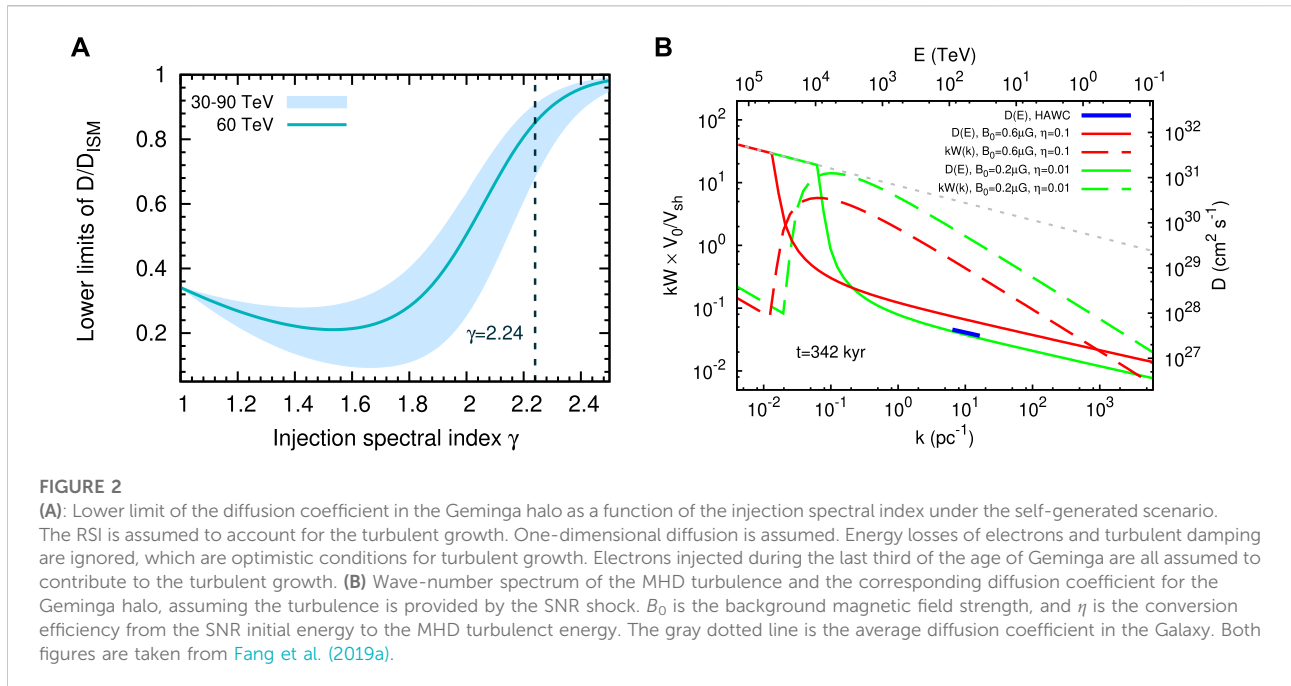 A
B
Lower limits of D/D_ISM
1
0.8
0.6
0.4
0.2
30-90 TeV
60 TeV
γ=2.24
1
1.2
1.4
1.6
1.8
2
2.2
2.4
Injection spectral index γ
E (TeV)
10^5
10^4
10^3
10^2
10^1
10^0
10^-1
kW × V_0/V_sh
10^2
10^1
10^0
10^-1
10^-2
D(E), HAWC
D(E), B_0=0.6μG, η=0.1
kW(k), B_0=0.6μG, η=0.1
D(E), B_0=0.2μG, η=0.01
kW(k), B_0=0.2μG, η=0.01
t=342 kyr
10^32
10^31
10^30
10^29
10^28
10^27
D (cm^2 s^-1)
10^-2
10^-1
10^0
10^1
10^2
10^3
k (pc^-1)
FIGURE 2
(A): Lower limit of the diffusion coefficient in the Geminga halo as a function of the injection spectral index under the self-generated scenario.
The RSI is assumed to account for the turbulent growth. One-dimensional diffusion is assumed. Energy losses of electrons and turbulent damping
are ignored, which are optimistic conditions for turbulent growth. Electrons injected during the last third of the age of Geminga are all assumed to
contribute to the turbulent growth. (B) Wave-number spectrum of the MHD turbulence and the corresponding diffusion coefficient for the
Geminga halo, assuming the turbulence is provided by the SNR shock. B_0 is the background magnetic field strength, and η is the conversion
efficiency from the SNR initial energy to the MHD turbulenct energy. The gray dotted line is the average diffusion coefficient in the Galaxy. Both
figures are taken from Fang et al. (2019a).